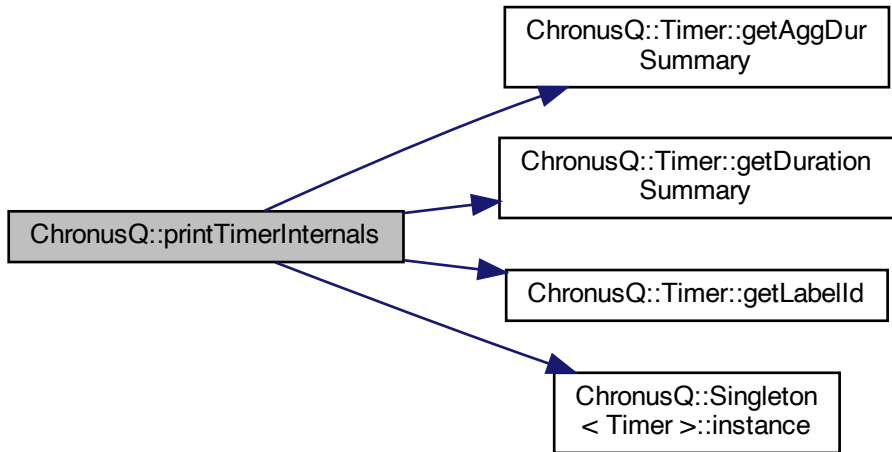 ChronusQ::Timer::getAggDur
Summary
ChronusQ::Timer::getDuration
Summary
ChronusQ::printTimerInternals
ChronusQ::Timer::getLabelId
ChronusQ::Singleton
< Timer >::instance